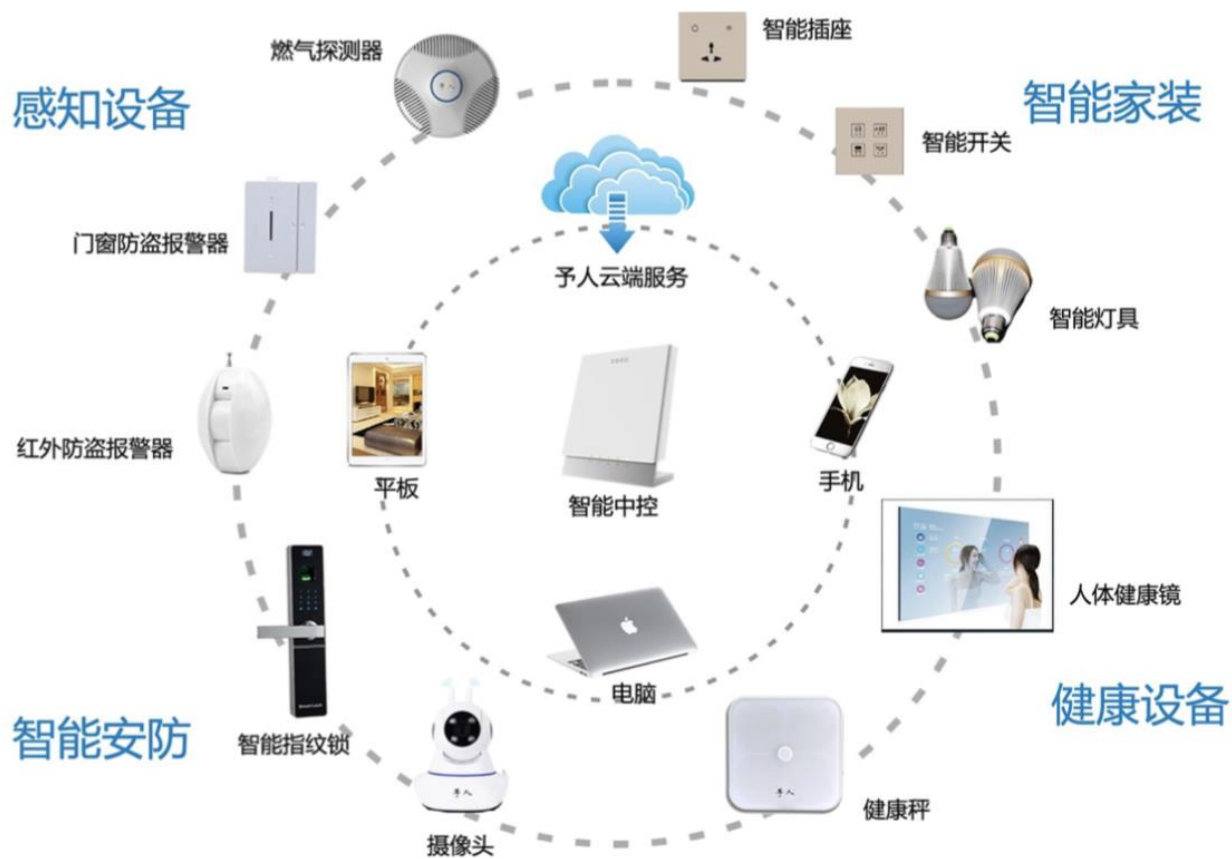 智能插座
燃气探测器
感知设备
智能家装
智能开关
门窗防盗报警器
予人云端服务
智能灯具
红外防盗报警器
平板
智能中控
手机
人体健康镜
电脑
智能安防
智能指纹锁
健康设备
予人
健康秤
摄像头